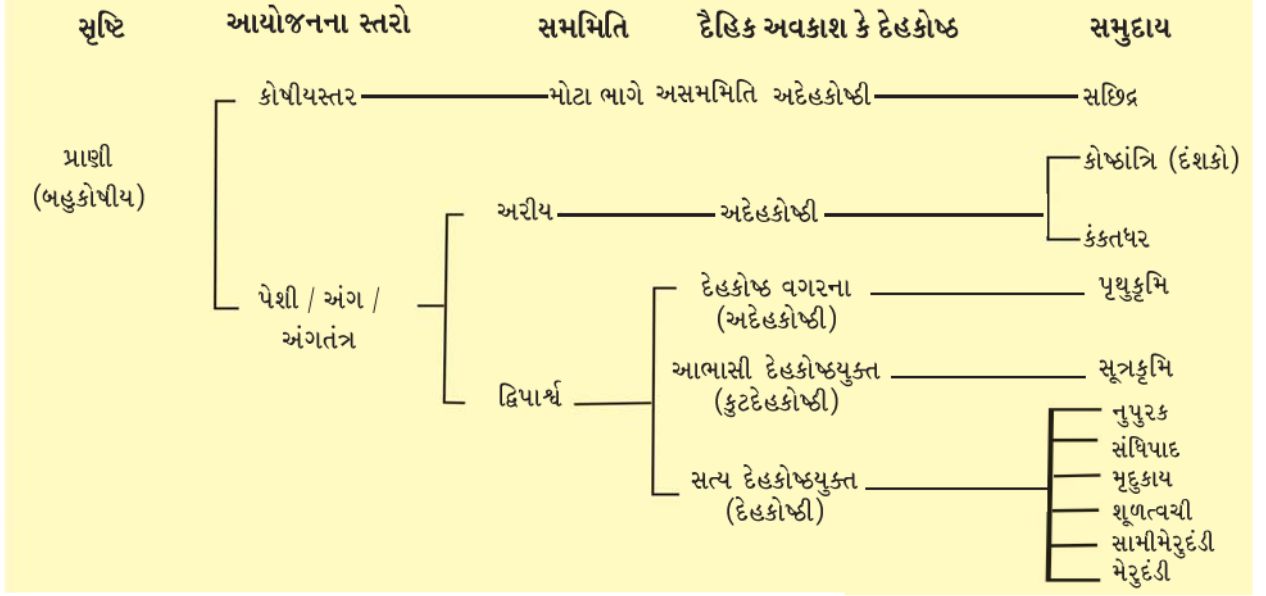 સૃષ્ટિ આયોજનના સ્તરો સમમિતિ દૈહિક અવકાશ કે દેહકોષ્ઠ સમુદાય
કોષીયસ્તર મોટા ભાગે અસમમિતિ અદેહકોષ્ઠી સછિદ્ર
પ્રાણી
(બહુકોષીય)
કોષ્ઠાંત્રિ (દંશકો)
અરીય અદેહકોષ્ઠી
કંકતધર
પેશી / અંગ /
અંગતંત્ર
દેહકોષ્ઠ વગરના
(અદેહકોષ્ઠી)
પૃથુકૃમિ
દ્વિપાર્શ્વ
આભાસી દેહકોષ્ઠયુક્ત
(કુટદેહકોષ્ઠી)
સૂત્રકૃમિ
સત્ય દેહકોષ્ઠયુક્ત
(દેહકોષ્ઠી)
નુપુરક
સંધિપાદ
મૃદુકાય
શૂળત્વચી
સામીમેરુદંડી
મેરુદંડી